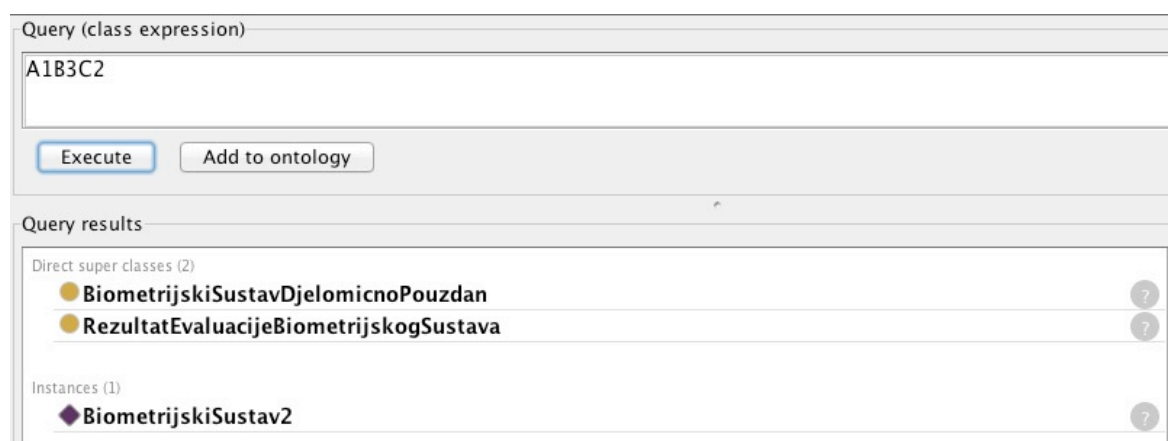 Query (class expression)
A1B3C2
Execute Add to ontology
Query results
Direct super classes (2)
BiometrijskiSustavDjelomicnoPouzdan ?
RezultatEvaluacijeBiometrijskogSustava ?
Instances (1)
BiometrijskiSustav2 ?